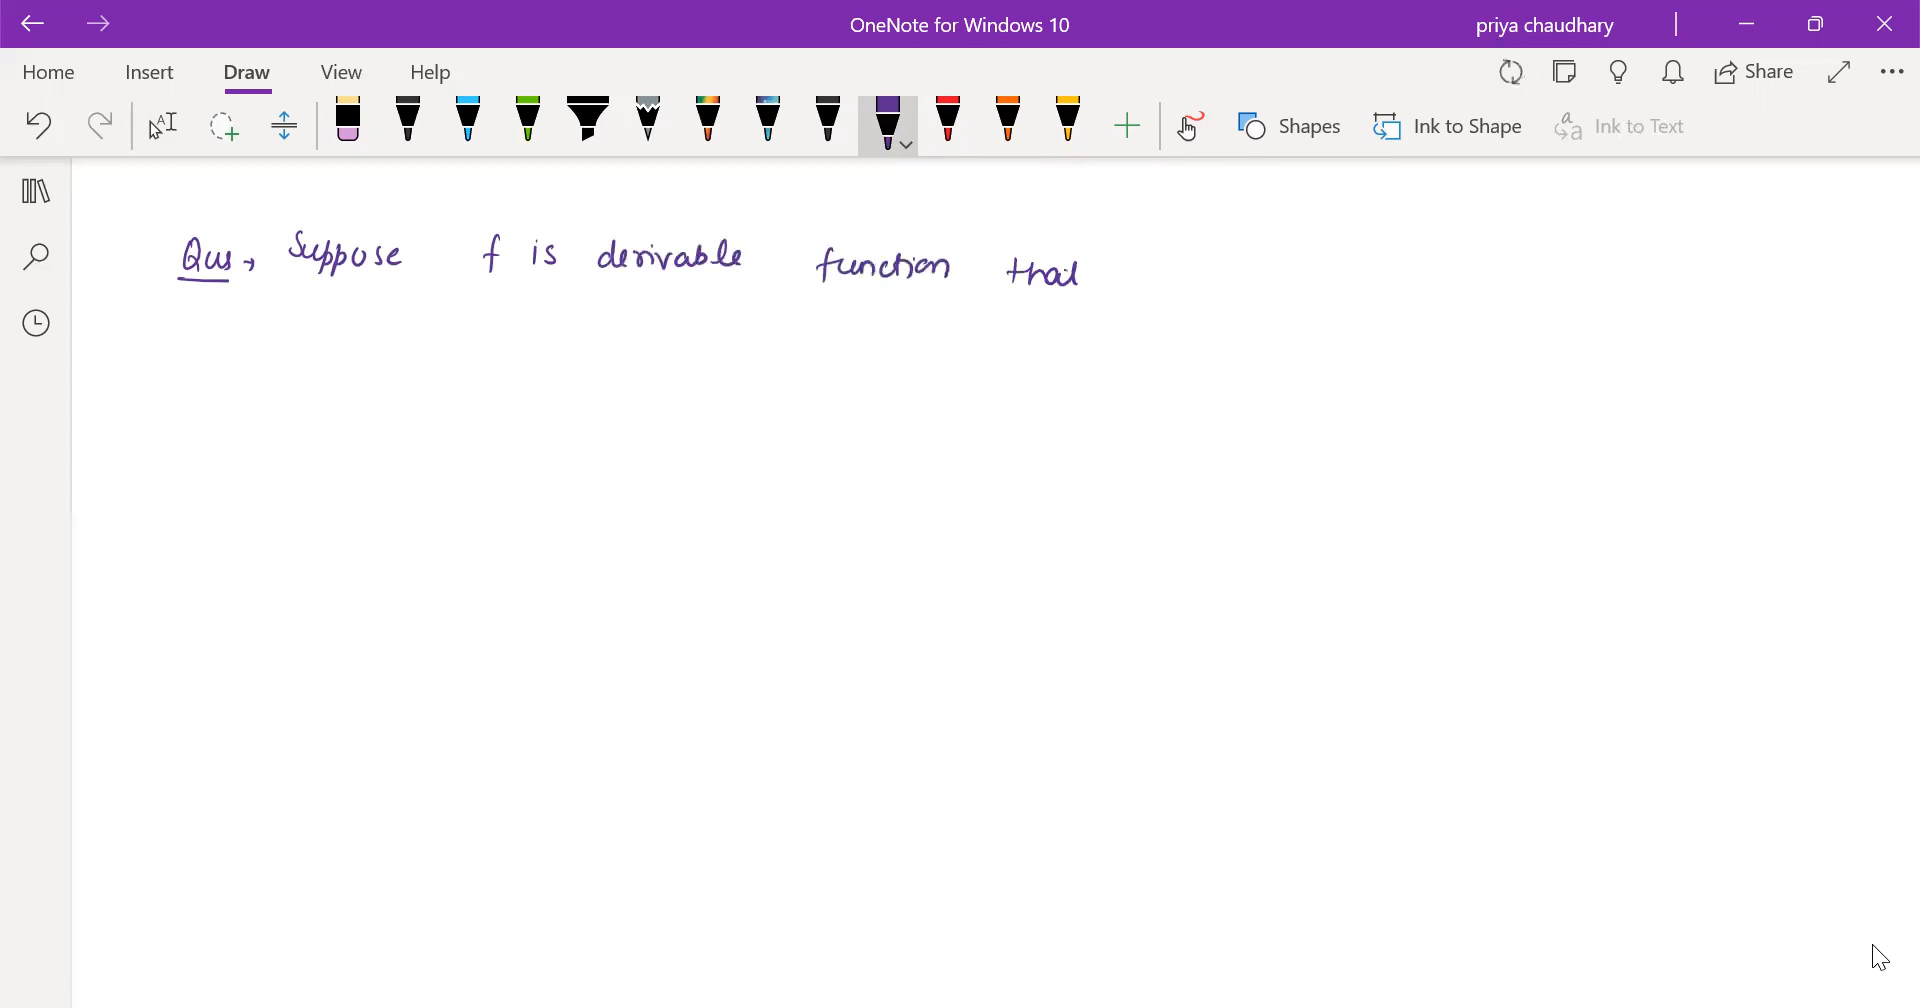 OneNote for Windows 10
priya chaudhary
Home Insert Draw View Help
Share
Shapes Ink to Shape Ink to Text
Qus, Suppose f is derivable function that